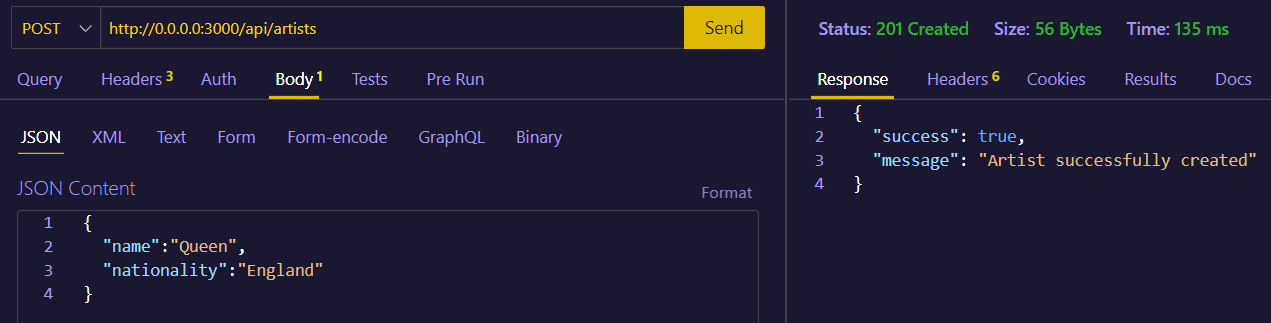 POST http://0.0.0.0:3000/api/artists Send
Query Headers 3 Auth Body 1 Tests Pre Run
JSON XML Text Form Form-encode GraphQL Binary
JSON Content Format
1 {
2 "name":"Queen",
3 "nationality":"England"
4 }
Status: 201 Created Size: 56 Bytes Time: 135 ms
Response Headers 6 Cookies Results Docs
1 {
2 "success": true,
3 "message": "Artist successfully created"
4 }